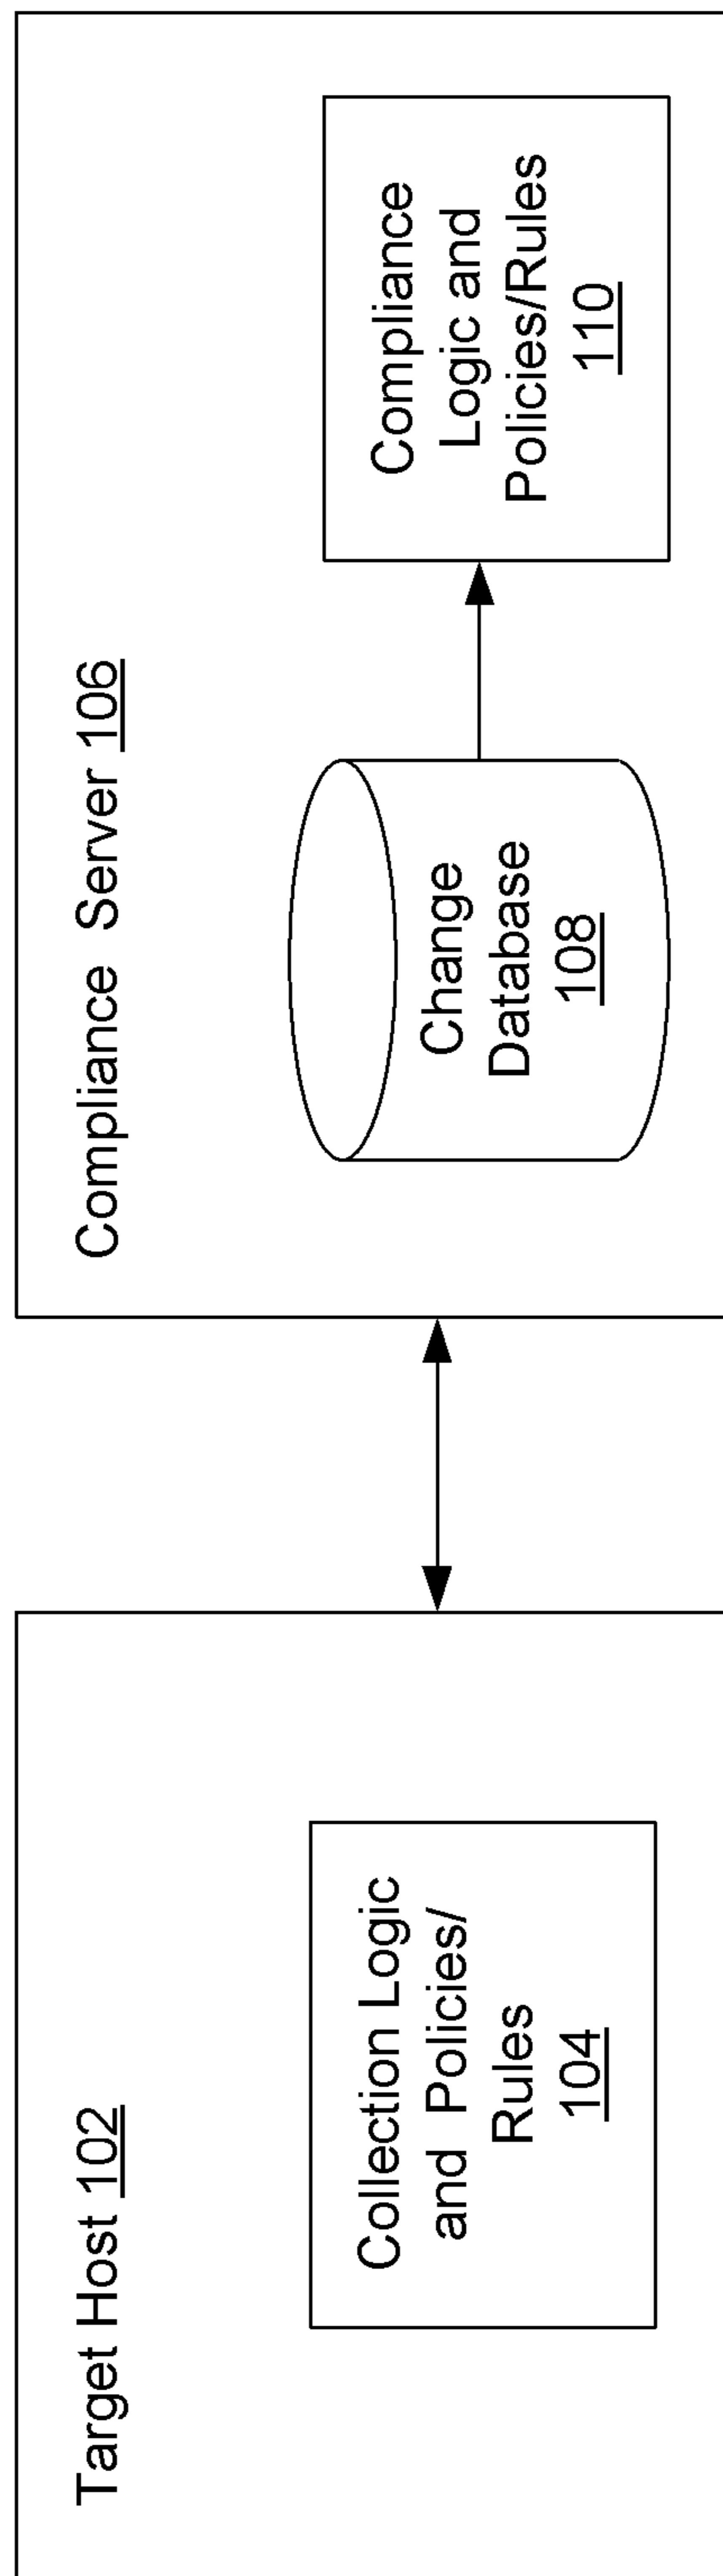 Target Host 102
Collection Logic
and Policies/
Rules
104
Compliance Server 106
Change
Database
108
Compliance
Logic and
Policies/Rules
110